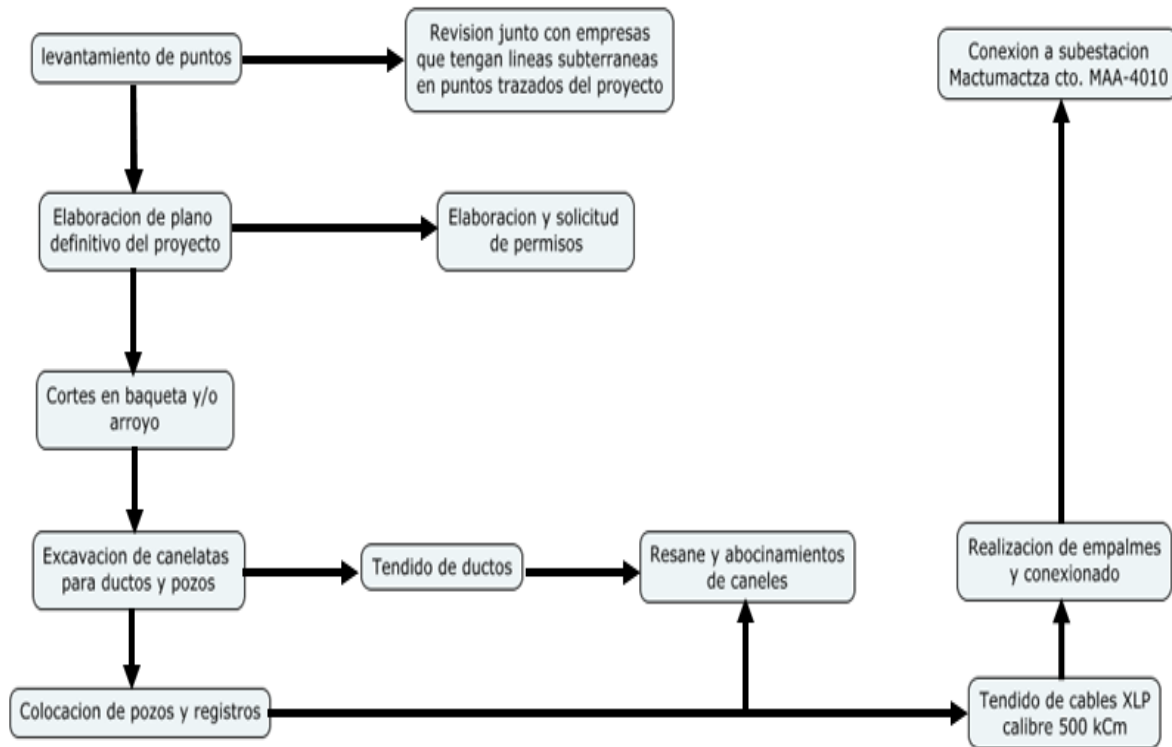 levantamiento de puntos
Revision junto con empresas
que tengan lineas subterraneas
en puntos trazados del proyecto
Conexion a subestacion
Mactumactza cto. MAA-4010
Elaboracion de plano
definitivo del proyecto
Elaboracion y solicitud
de permisos
Cortes en baqueta y/o
arroyo
Excavacion de canelatas
para ductos y pozos
Tendido de ductos
Resane y abocinamientos
de caneles
Realizacion de empalmes
y conexionado
Colocacion de pozos y registros
Tendido de cables XLP
calibre 500 kCm